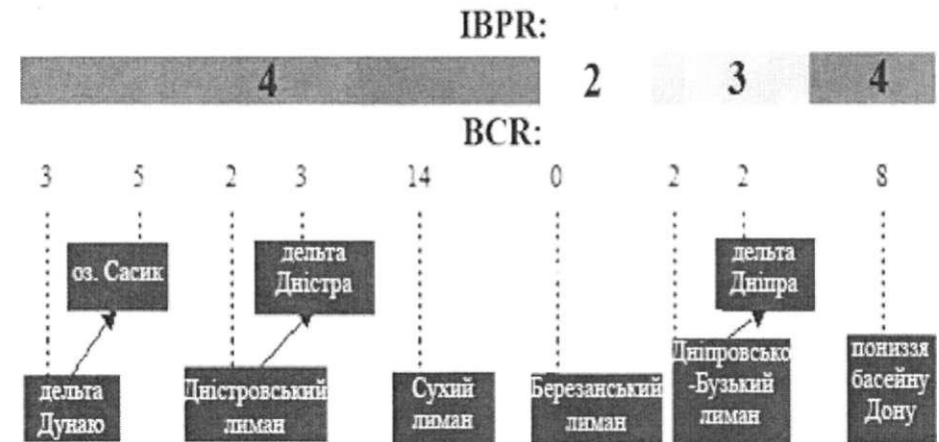 IBPR:
4 2 3 4
BCR:
3 5 2 3 14 0 2 2 8
оз. Сасик
дельта
Дністра
дельта
Дніпра
дельта
Дунаю
Дністровський
лиман
Сухий
лиман
Березанський
лиман
Дніпровсько
-Бузький
лиман
пониззя
басейну
Дону